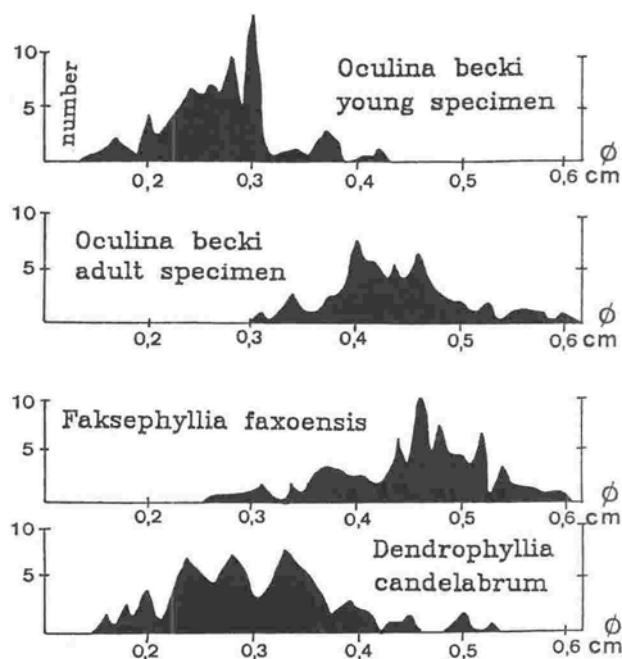 10
5
number
Oculina becki
young specimen
0,2 0,3 0,4 0,5 0,6 cm
ø
10
5
Oculina becki
adult specimen
0,2 0,3 0,4 0,5 0,6 cm
ø
10
5
Faksephyllia faxoensis
0,2 0,3 0,4 0,5 0,6 cm
ø
10
5
Dendrophyllia
candelabrum
0,2 0,3 0,4 0,5 0,6 cm
ø